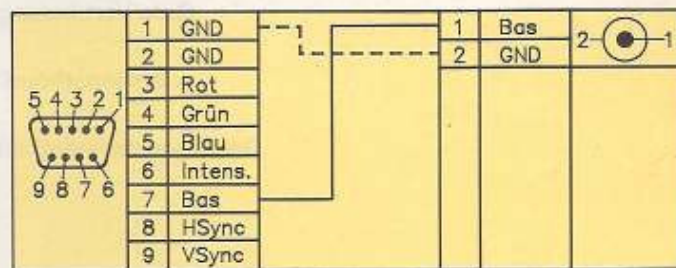 1 GND 1 Bas
2 GND 2 GND 2 1
3 Rot
4 Grün
5 Blau
6 Intens.
7 Bas
8 HSync
9 VSync
5 4 3 2 1
9 8 7 6